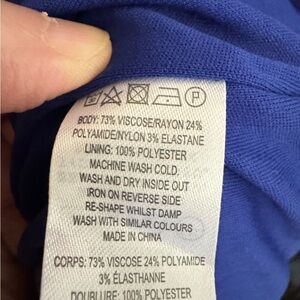 P
BODY: 73% VISCOSE/RAYON 24%
POLYAMIDE/NYLON 3% ELASTANE
LINING: 100% POLYESTER
MACHINE WASH COLD.
WASH AND DRY INSIDE OUT
IRON ON REVERSE SIDE
RE-SHAPE WHILST DAMP
WASH WITH SIMILAR COLOURS
MADE IN CHINA
CORPS: 73% VISCOSE 24% POLYAMIDE
3% ÉLASTHANNE
DOUBLURE: 100% POLYESTER